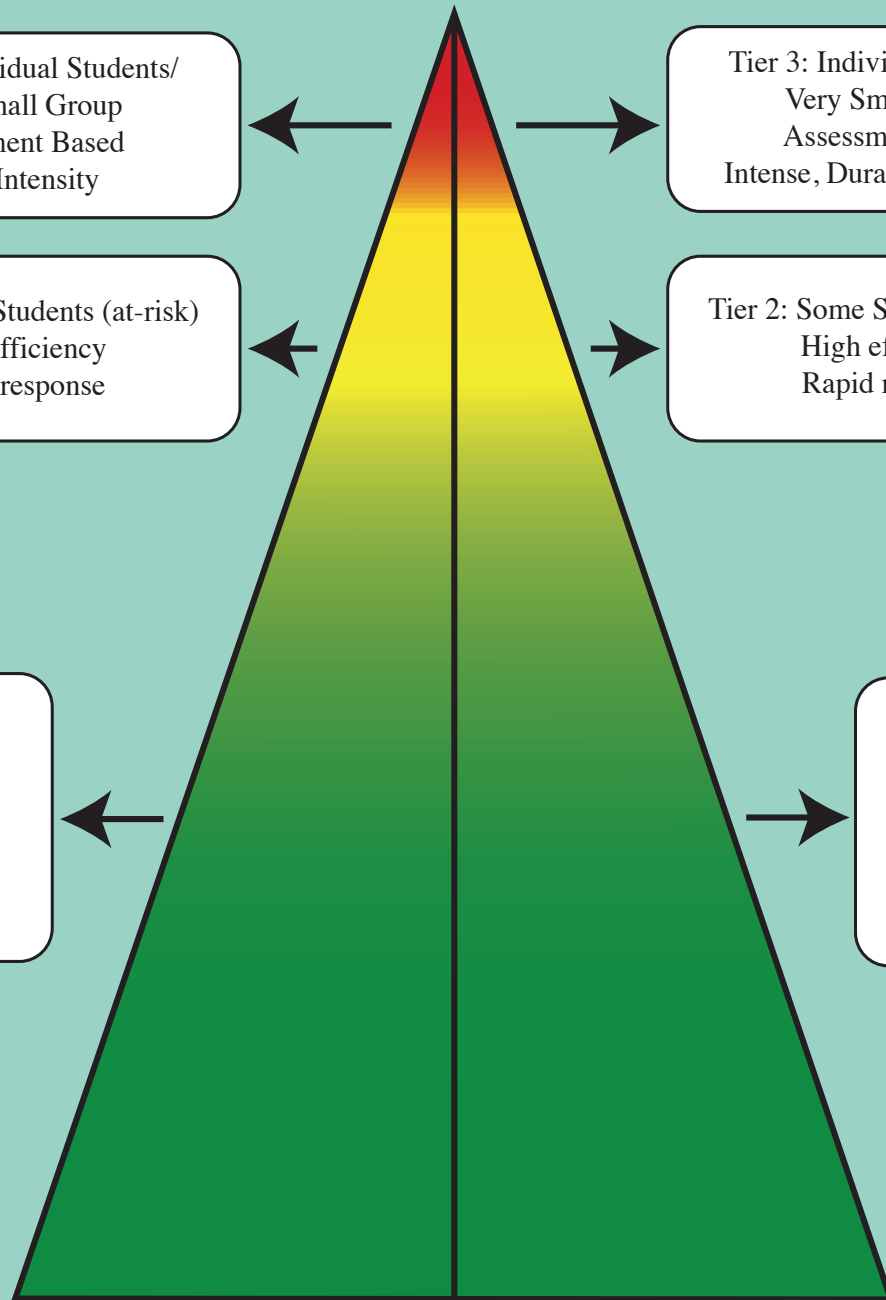 idual Students/
nall Group
nent Based
Intensity
Students (at-risk)
fficiency
response
Tier 3: Indivi
Very Sm
Assessm
Intense, Dura
Tier 2: Some S
High ef
Rapid r